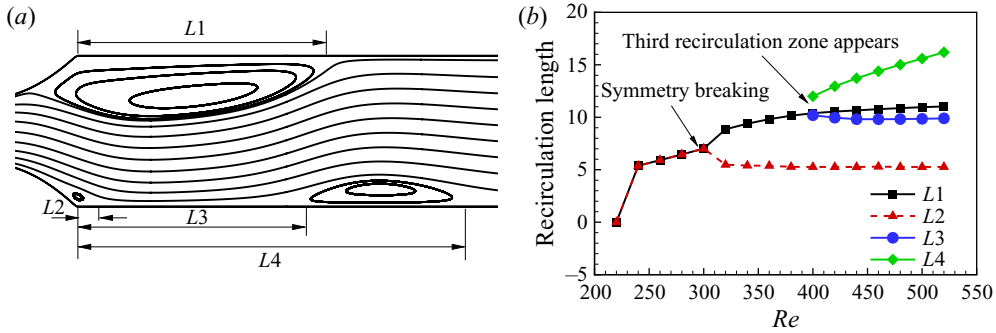 (a)
L1
L2
L3
L4
(b)
20
15
10
5
0
−5
200
250
300
350
400
450
500
550
Recirculation length
Re
Third recirculation zone appears
Symmetry breaking
L1
L2
L3
L4